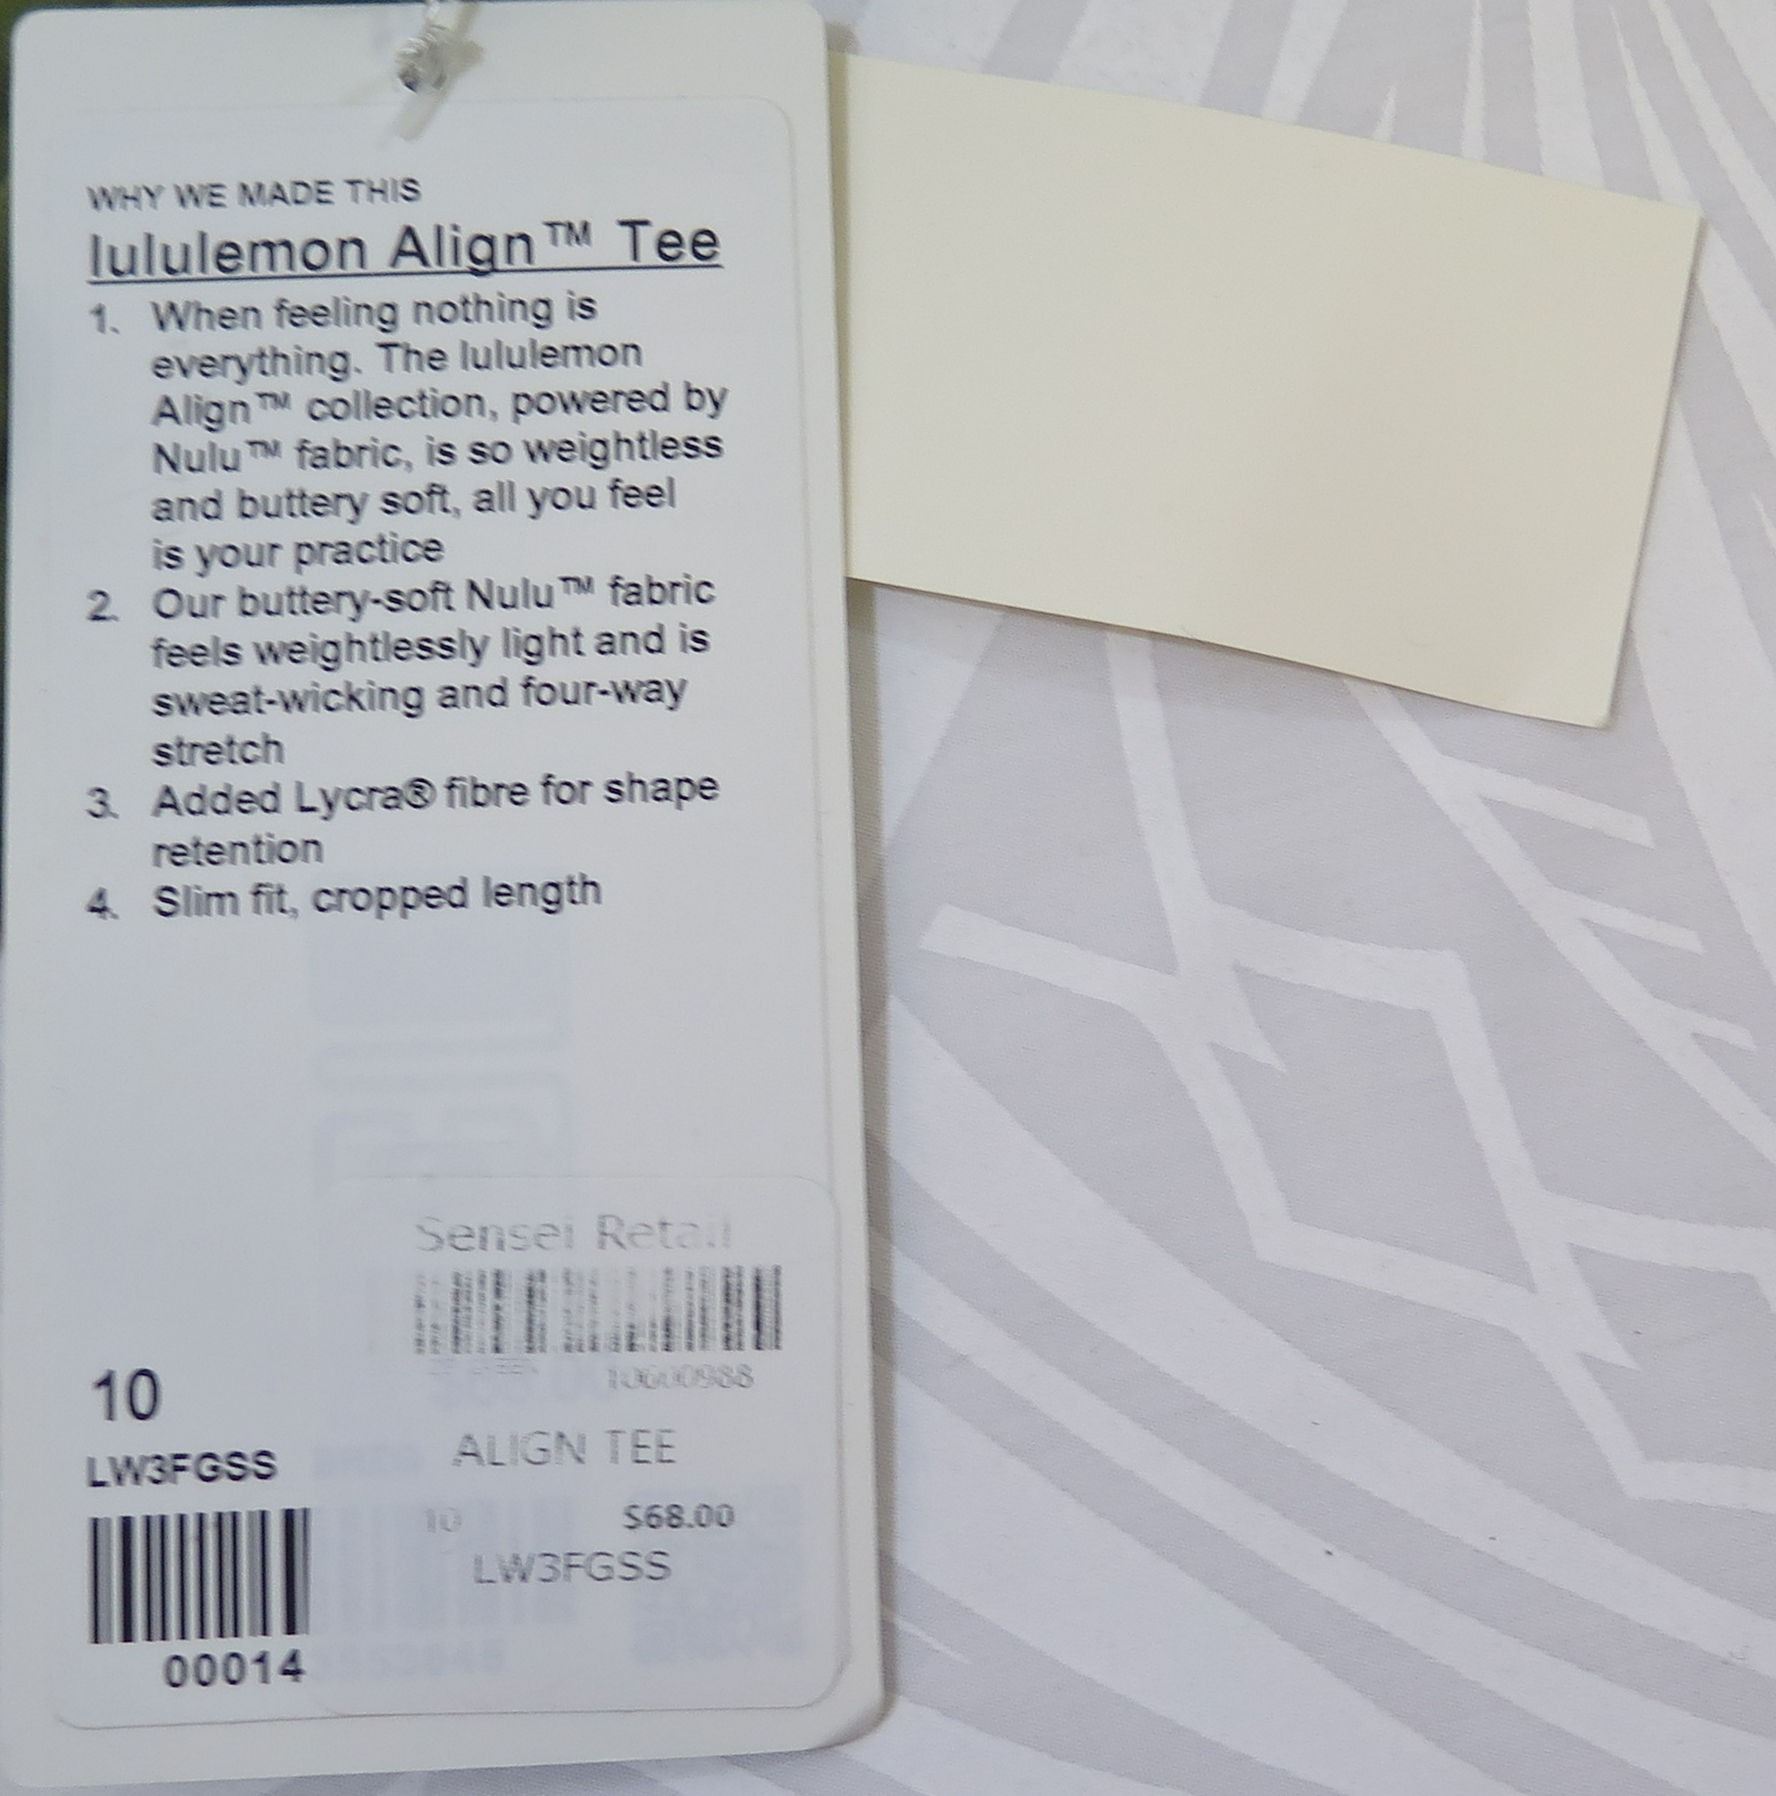 WHY WE MADE THIS
lululemon Align™ Tee
1. When feeling nothing is
everything. The lululemon
Align™ collection, powered by
Nulu™ fabric, is so weightless
and buttery soft, all you feel
is your practice
2. Our buttery-soft Nulu™ fabric
feels weightlessly light and is
sweat-wicking and four-way
stretch
3. Added Lycra® fibre for shape
retention
4. Slim fit, cropped length
Sensei Retail
10600988
10
ALIGN TEE
LW3FGSS
10 $68.00
LW3FGSS
00014